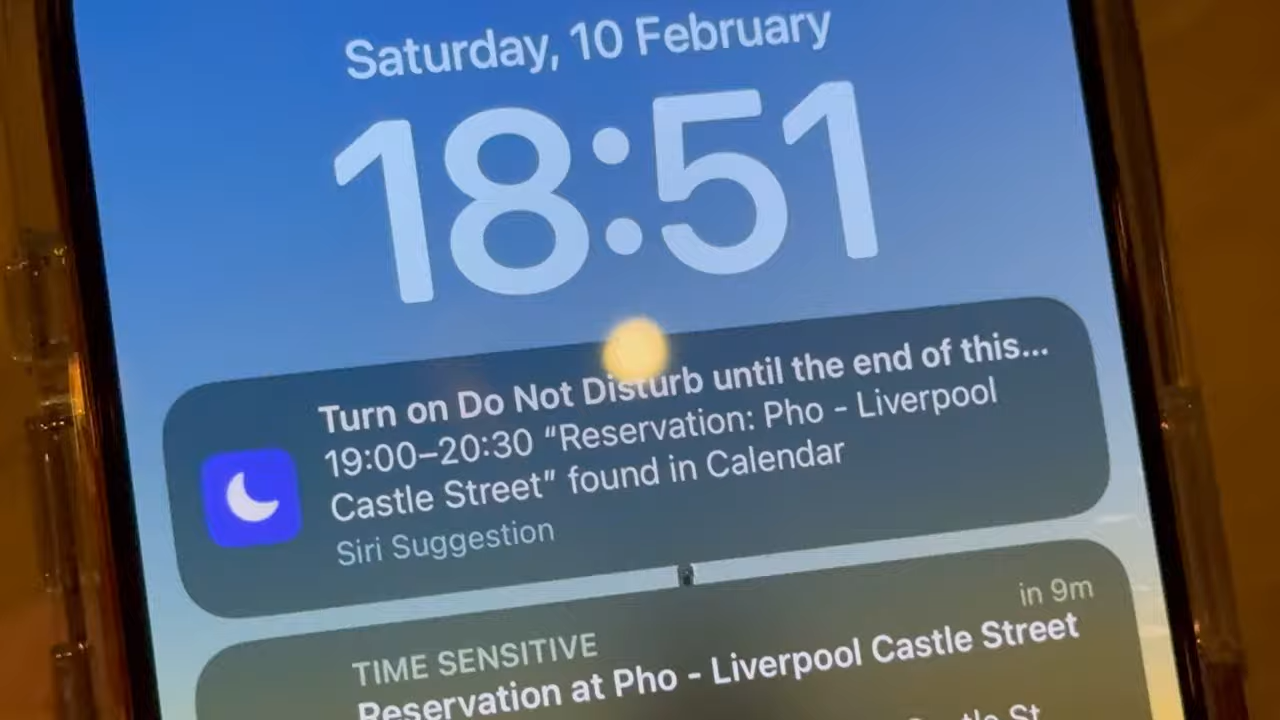 Saturday, 10 February
18:51
Turn on Do Not Disturb until the end of this...
19:00–20:30 “Reservation: Pho - Liverpool
Castle Street” found in Calendar
Siri Suggestion
in 9m
TIME SENSITIVE
Reservation at Pho - Liverpool Castle Street
Castle St